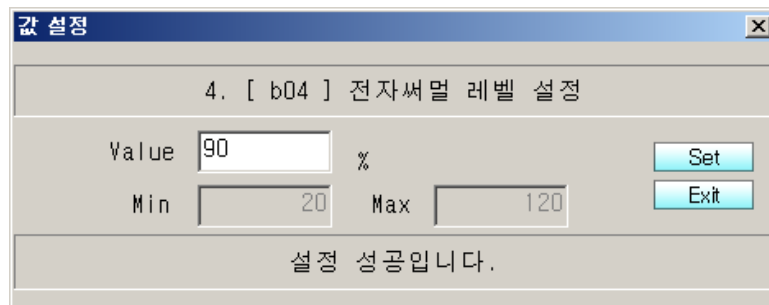 값 설정
4. [ b04 ] 전자써멀 레벨 설정
Value 90 % Set
Min 20 Max 120 Exit
설정 성공입니다.